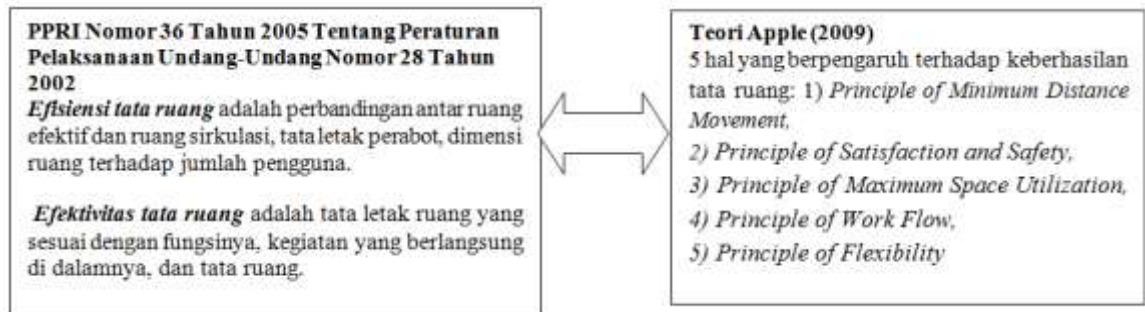 PPRI Nomor 36 Tahun 2005 Tentang Peraturan
Pelaksanaan Undang-Undang Nomor 28 Tahun
2002
Efisiensi tata ruang adalah perbandingan antar ruang
efektif dan ruang sirkulasi, tata letak perabot, dimensi
ruang terhadap jumlah pengguna.
Efektivitas tata ruang adalah tata letak ruang yang
sesuai dengan fungsinya, kegiatan yang berlangsung
di dalamnya, dan tata ruang.
Teori Apple (2009)
5 hal yang berpengaruh terhadap keberhasilan
tata ruang: 1) Principle of Minimum Distance
Movement,
2) Principle of Satisfaction and Safety,
3) Principle of Maximum Space Utilization,
4) Principle of Work Flow,
5) Principle of Flexibility